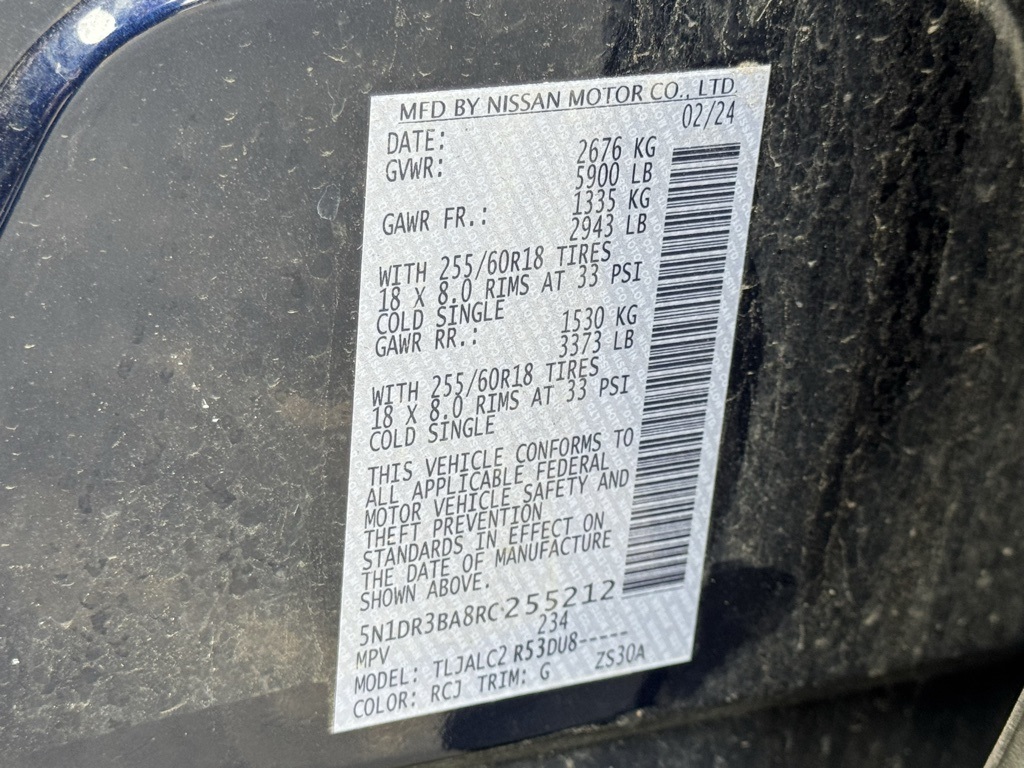 MFD BY NISSAN MOTOR CO., LTD.
DATE: 02/24
GVWR: 2676 KG
5900 LB
GAWR FR.: 1335 KG
2943 LB
WITH 255/60R18 TIRES
18 X 8.0 RIMS AT 33 PSI
COLD SINGLE
GAWR RR.: 1530 KG
3373 LB
WITH 255/60R18 TIRES
18 X 8.0 RIMS AT 33 PSI
COLD SINGLE
THIS VEHICLE CONFORMS TO
ALL APPLICABLE FEDERAL
MOTOR VEHICLE SAFETY AND
THEFT PREVENTION
STANDARDS IN EFFECT ON
THE DATE OF MANUFACTURE
SHOWN ABOVE.
5N1DR3BA8RC255212
MPV 234
MODEL: TLJALC2 R53DU8-----
COLOR: RCJ TRIM: G ZS30A